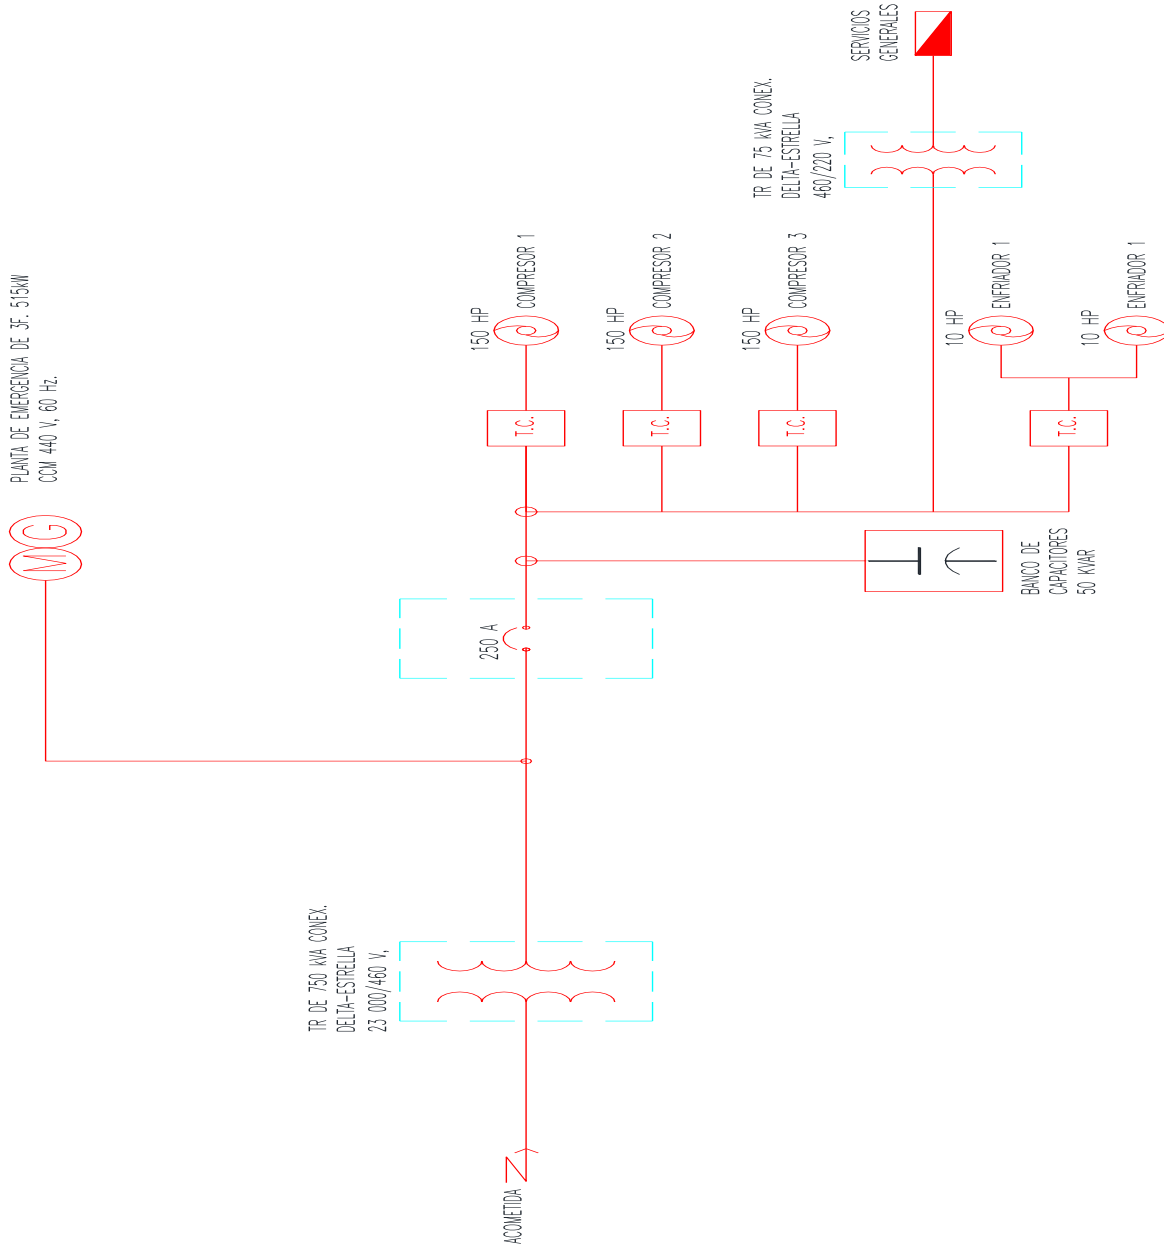 PLANTA DE EMERGENCIA DE 3F. 515kW
CCM 440 V, 60 Hz.
MG
TR DE 750 kVA CONEX.
DELTA-ESTRELLA
23 000/460 V,
ACOMETIDA
250 A
150 HP
T.C.
COMPRESOR 1
150 HP
T.C.
COMPRESOR 2
150 HP
T.C.
COMPRESOR 3
TR DE 75 kVA CONEX.
DELTA-ESTRELLA
460/220 V,
SERVICIOS
GENERALES
10 HP
ENFRIADOR 1
T.C.
10 HP
ENFRIADOR 1
BANCO DE
CAPACITORES
50 KVAR